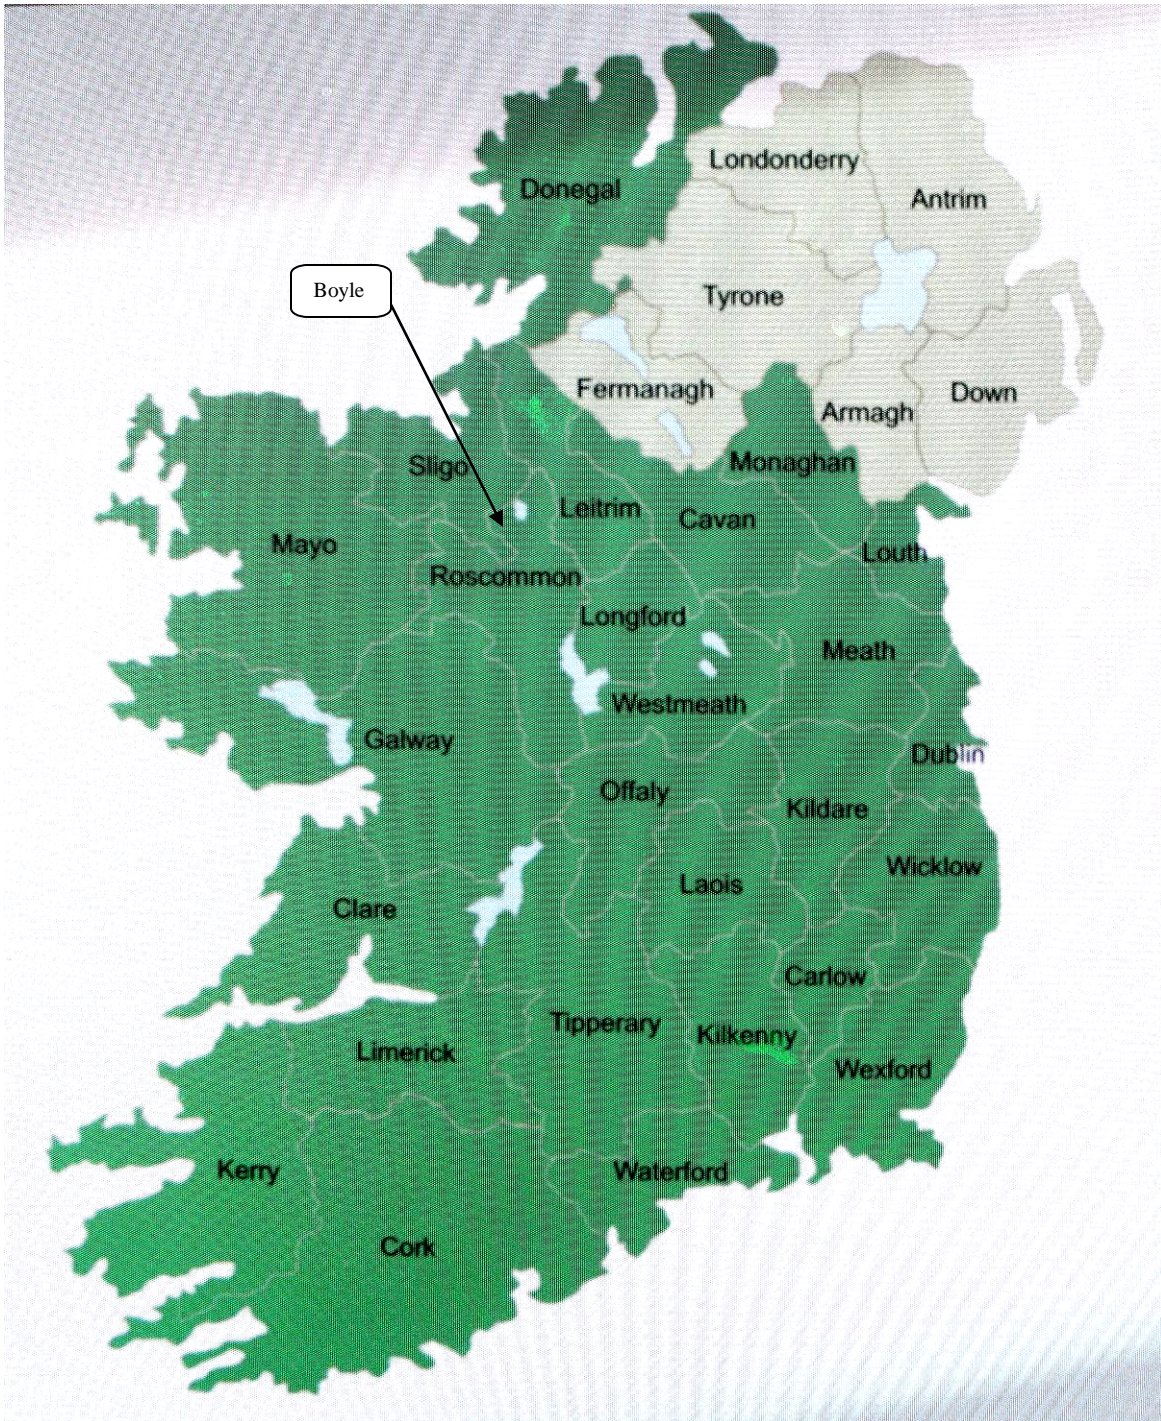 Londonderry
Donegal
Antrim
Boyle
Tyrone
Fermanagh
Down
Armagh
Sligo
Monaghan
Leitrim
Cavan
Mayo
Louth
Roscommon
Longford
Meath
Westmeath
Galway
Dublin
Offaly
Kildare
Wicklow
Laois
Clare
Carlow
Tipperary
Kilkenny
Limerick
Wexford
Kerry
Waterford
Cork